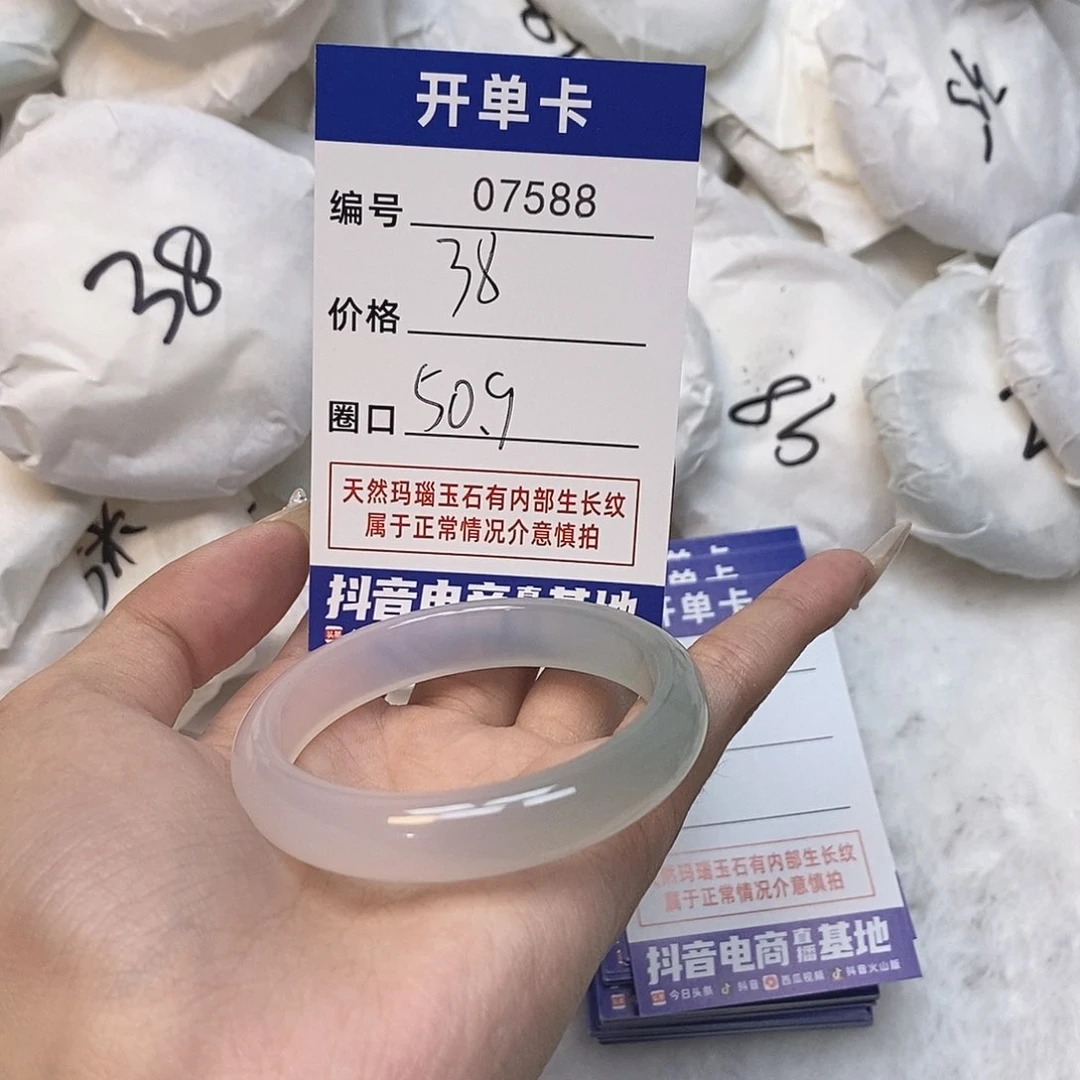 开单卡
编号 07588
价格 38
圈口 50.9
天然玛瑙玉石有内部生长纹
属于正常情况介意慎拍
抖音电商直播基地
38
开单卡
天然玛瑙玉石有内部生长纹
属于正常情况介意慎拍
抖音电商直播基地
今日头条 抖音 西瓜视频 抖音火山版